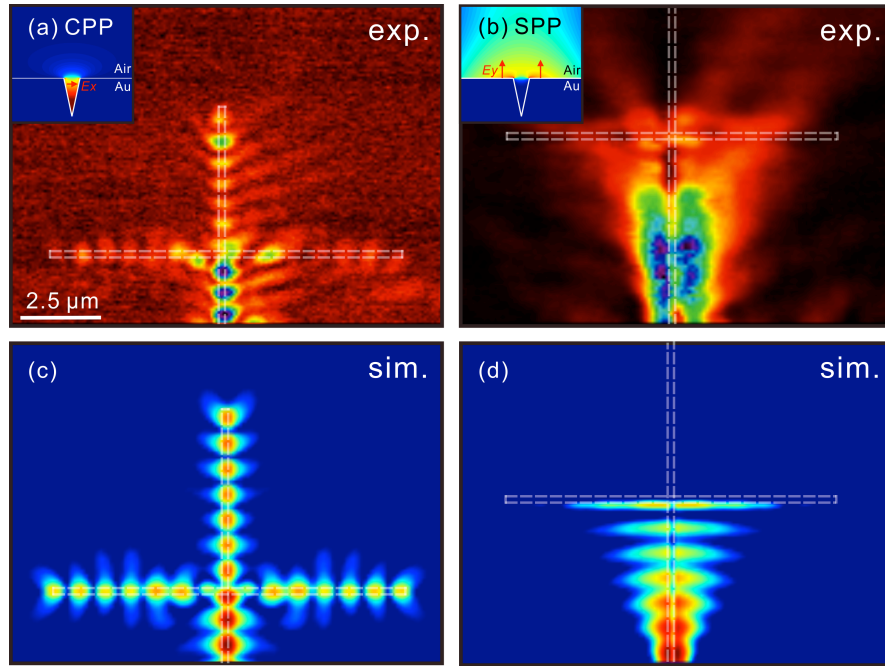 (a) CPP
exp.
Air
Au
Ex
2.5 µm
(b) SPP
exp.
Ey
Air
Au
(c)
sim.
(d)
sim.